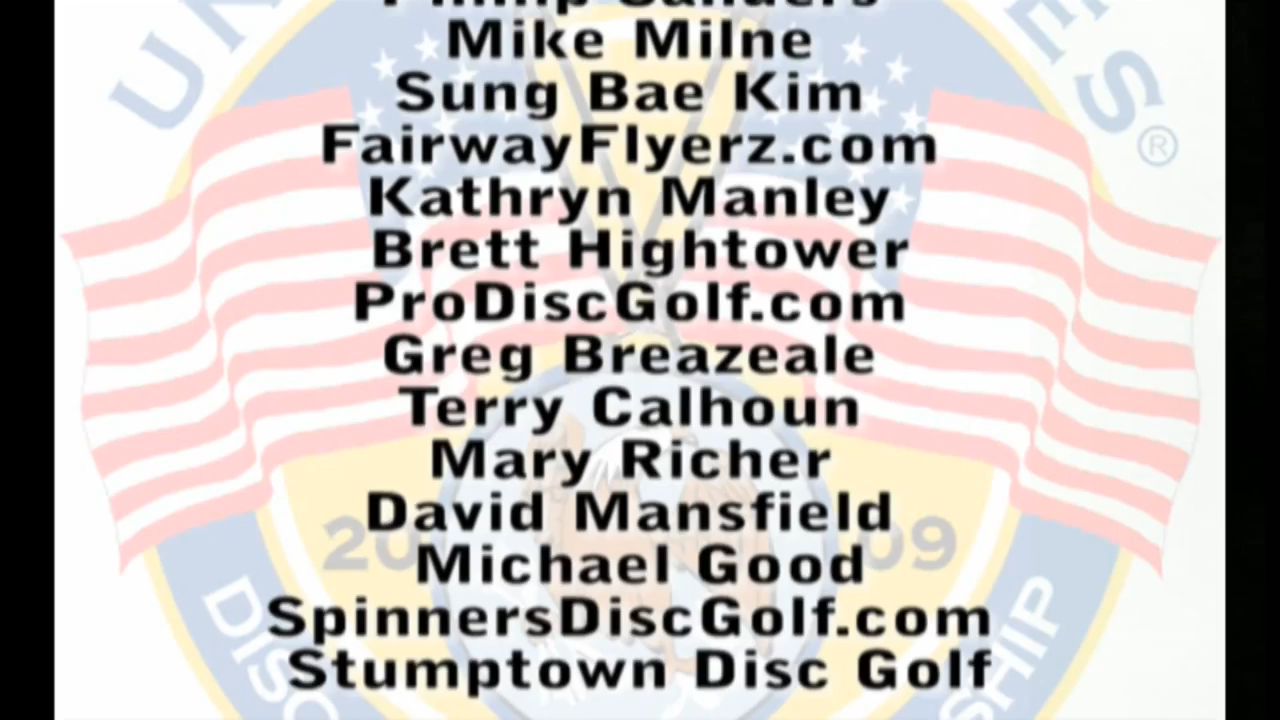 Mike Milne
Sung Bae Kim
FairwayFlyerz.com
Kathryn Manley
Brett Hightower
ProDiscGolf.com
Greg Breazeale
Terry Calhoun
Mary Richer
David Mansfield
Michael Good
SpinnersDiscGolf.com
Stumptown Disc Golf